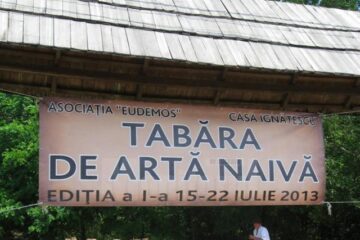 ASOCIAȚIA "EUDEMOS" CASA IGNATESCU
TABĂRA
DE ARTĂ NAIVĂ
EDIȚIA a I-a 15-22 IULIE 2013